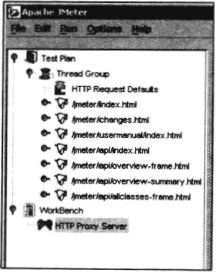 Apache JMeter
File Edit Run Options Help
Test Plan
Thread Group
HTTP Request Defaults
/jmeter/index.html
/jmeter/changes.html
/jmeter/usermanual/index.html
/jmeter/api/index.html
/jmeter/api/overview-frame.html
/jmeter/api/overview-summary.html
/jmeter/api/allclasses-frame.html
WorkBench
HTTP Proxy Server